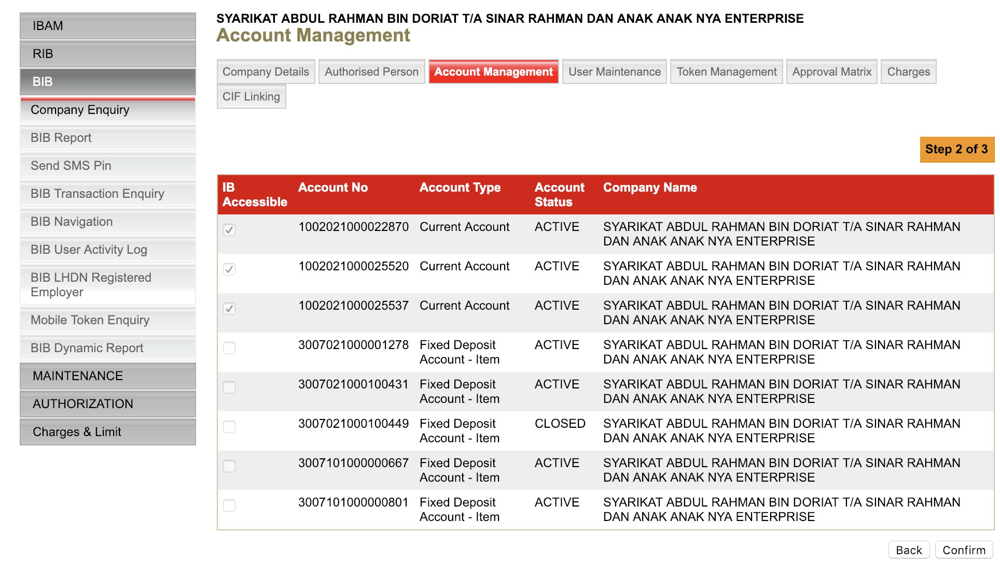 IBAM
RIB
BIB
Company Enquiry
BIB Report
Send SMS Pin
BIB Transaction Enquiry
BIB Navigation
BIB User Activity Log
BIB LHDN Registered
Employer
Mobile Token Enquiry
BIB Dynamic Report
MAINTENANCE
AUTHORIZATION
Charges & Limit
SYARIKAT ABDUL RAHMAN BIN DORIAT T/A SINAR RAHMAN DAN ANAK ANAK NYA ENTERPRISE
Account Management
Company Details Authorised Person Account Management User Maintenance Token Management Approval Matrix Charges
CIF Linking
Step 2 of 3
IB Account No Account Type Account Company Name
Accessible Status
1002021000022870 Current Account ACTIVE SYARIKAT ABDUL RAHMAN BIN DORIAT T/A SINAR RAHMAN
DAN ANAK ANAK NYA ENTERPRISE
1002021000025520 Current Account ACTIVE SYARIKAT ABDUL RAHMAN BIN DORIAT T/A SINAR RAHMAN
DAN ANAK ANAK NYA ENTERPRISE
1002021000025537 Current Account ACTIVE SYARIKAT ABDUL RAHMAN BIN DORIAT T/A SINAR RAHMAN
DAN ANAK ANAK NYA ENTERPRISE
3007021000001278 Fixed Deposit ACTIVE SYARIKAT ABDUL RAHMAN BIN DORIAT T/A SINAR RAHMAN
Account - Item DAN ANAK ANAK NYA ENTERPRISE
3007021000100431 Fixed Deposit ACTIVE SYARIKAT ABDUL RAHMAN BIN DORIAT T/A SINAR RAHMAN
Account - Item DAN ANAK ANAK NYA ENTERPRISE
3007021000100449 Fixed Deposit CLOSED SYARIKAT ABDUL RAHMAN BIN DORIAT T/A SINAR RAHMAN
Account - Item DAN ANAK ANAK NYA ENTERPRISE
3007101000000667 Fixed Deposit ACTIVE SYARIKAT ABDUL RAHMAN BIN DORIAT T/A SINAR RAHMAN
Account - Item DAN ANAK ANAK NYA ENTERPRISE
3007101000000801 Fixed Deposit ACTIVE SYARIKAT ABDUL RAHMAN BIN DORIAT T/A SINAR RAHMAN
Account - Item DAN ANAK ANAK NYA ENTERPRISE
Back Confirm